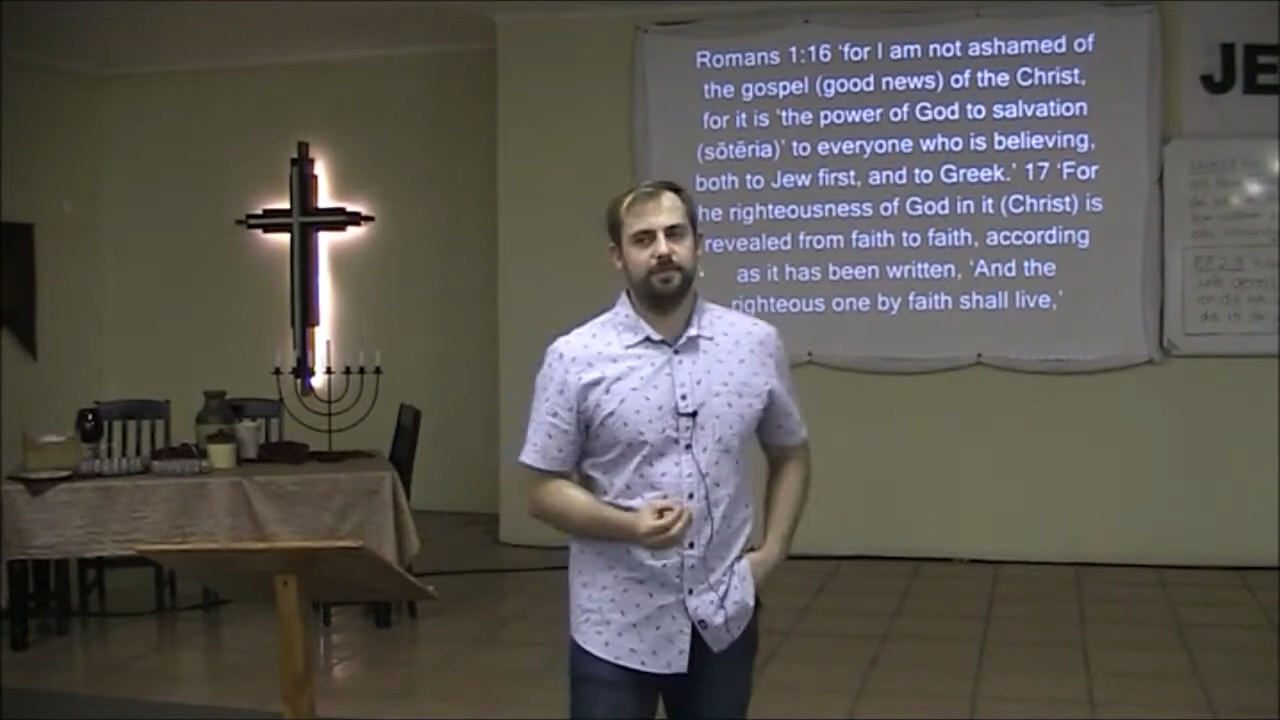 Romans 1:16 ‘for I am not ashamed of
the gospel (good news) of the Christ,
for it is ‘the power of God to salvation
(sōtēria)’ to everyone who is believing,
both to Jew first, and to Greek.’ 17 ‘For
he righteousness of God in it (Christ) is
revealed from faith to faith, according
as it has been written, ‘And the
righteous one by faith shall live,’
JE